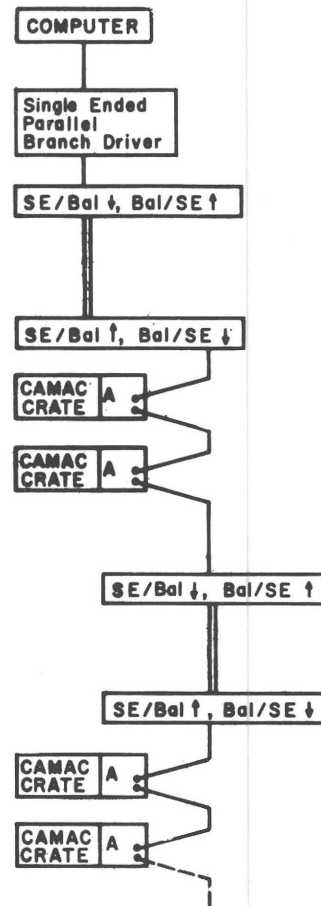 COMPUTER
Single Ended
Parallel
Branch Driver
SE/Bal ↓, Bal/SE ↑
SE/Bal ↑, Bal/SE ↓
CAMAC
CRATE
A
CAMAC
CRATE
A
SE/Bal ↓, Bal/SE ↑
SE/Bal ↑, Bal/SE ↓
CAMAC
CRATE
A
CAMAC
CRATE
A